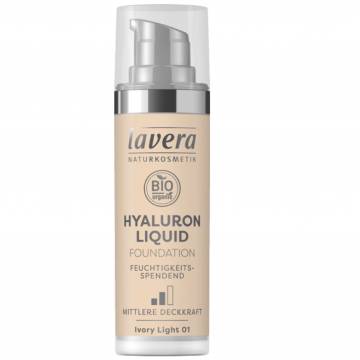 lavera
NATURKOSMETIK
BIO
organic
HYALURON
LIQUID
FOUNDATION
FEUCHTIGKEITS-
SPENDEND
MITTLERE DECKKRAFT
Ivory Light 01